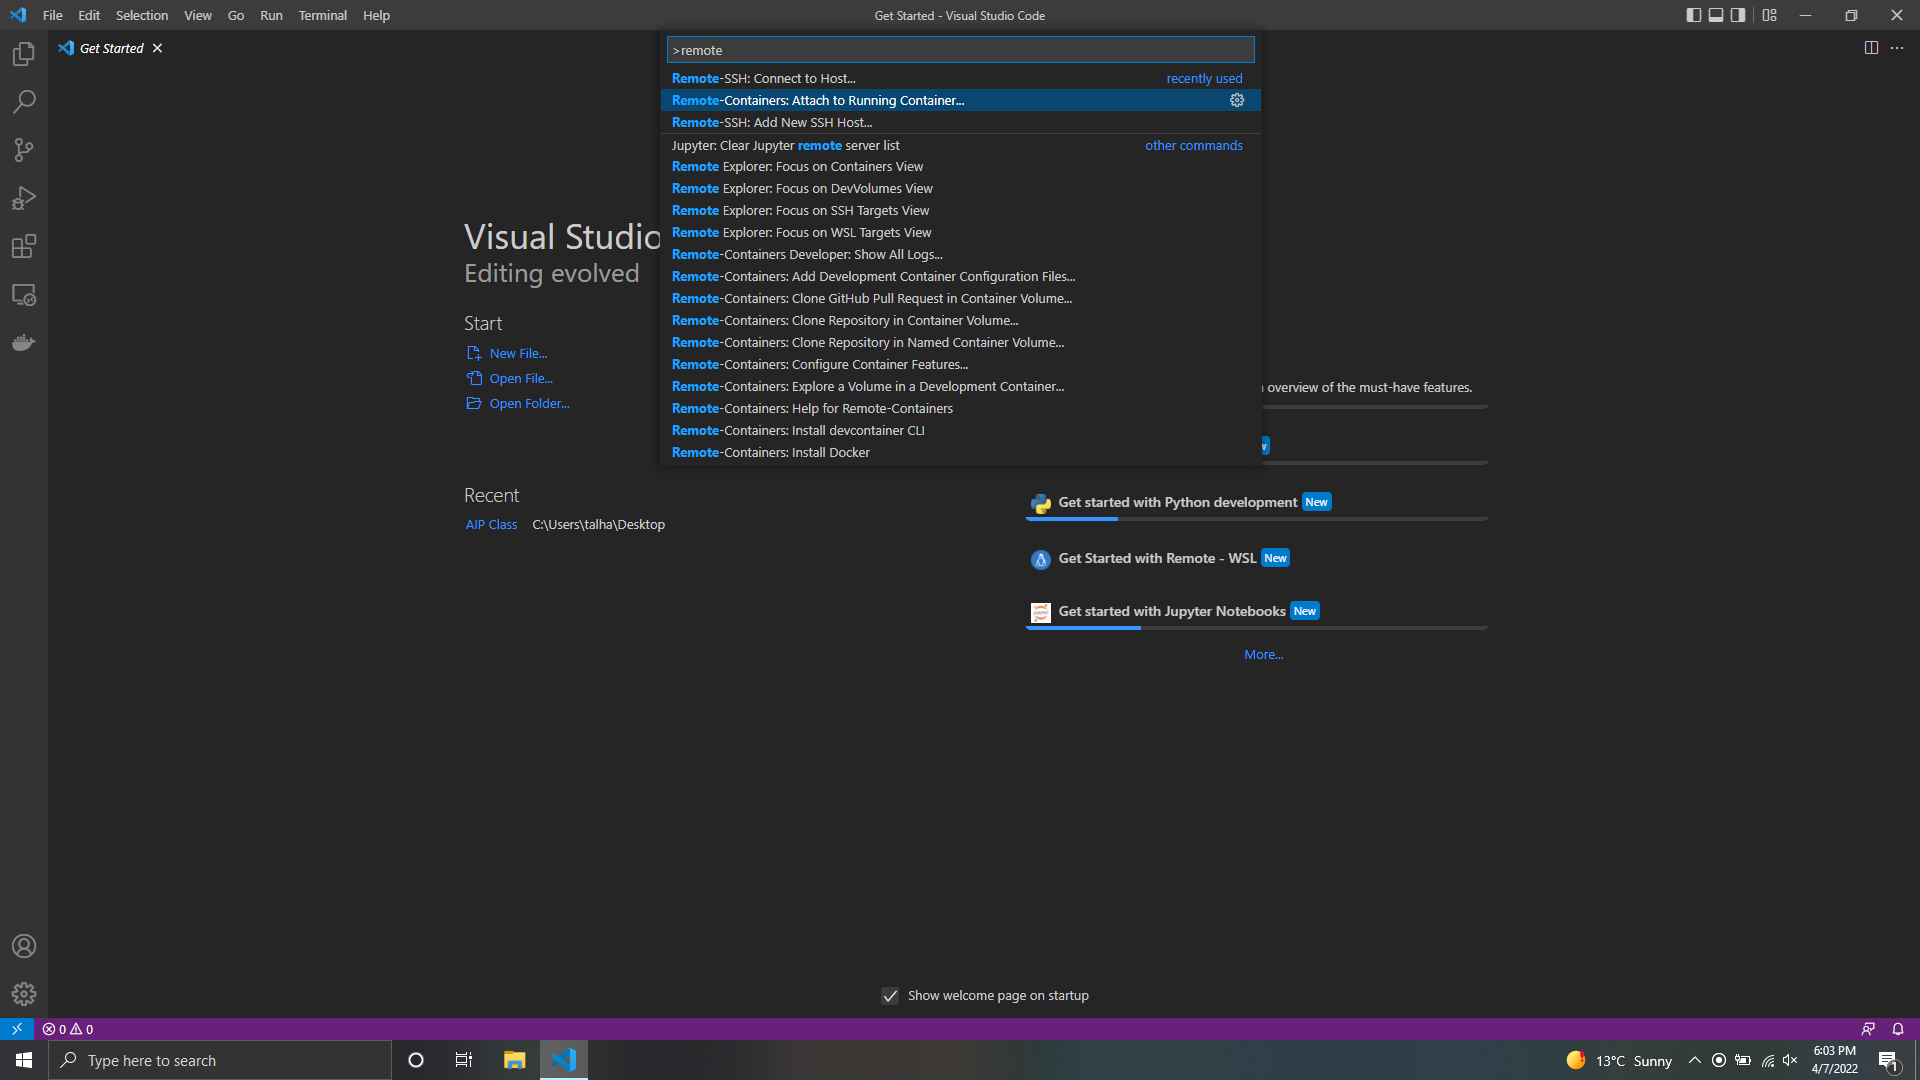 File Edit Selection View Go Run Terminal Help
Get Started - Visual Studio Code
Get Started
>remote
Remote-SSH: Connect to Host... recently used
Remote-Containers: Attach to Running Container...
Remote-SSH: Add New SSH Host...
Jupyter: Clear Jupyter remote server list other commands
Remote Explorer: Focus on Containers View
Remote Explorer: Focus on DevVolumes View
Remote Explorer: Focus on SSH Targets View
Remote Explorer: Focus on WSL Targets View
Remote-Containers Developer: Show All Logs...
Remote-Containers: Add Development Container Configuration Files...
Remote-Containers: Clone GitHub Pull Request in Container Volume...
Remote-Containers: Clone Repository in Container Volume...
Remote-Containers: Clone Repository in Named Container Volume...
Remote-Containers: Configure Container Features...
Remote-Containers: Explore a Volume in a Development Container...
Remote-Containers: Help for Remote-Containers
Remote-Containers: Install devcontainer CLI
Remote-Containers: Install Docker
Visual Studio
Editing evolved
Start
New File...
Open File...
Open Folder...
Recent
AIP Class C:\Users\talha\Desktop
overview of the must-have features.
Get started with Python development New
Get Started with Remote - WSL New
Get started with Jupyter Notebooks New
More...
Show welcome page on startup
0 0
Type here to search
13°C Sunny
6:03 PM
4/7/2022
1